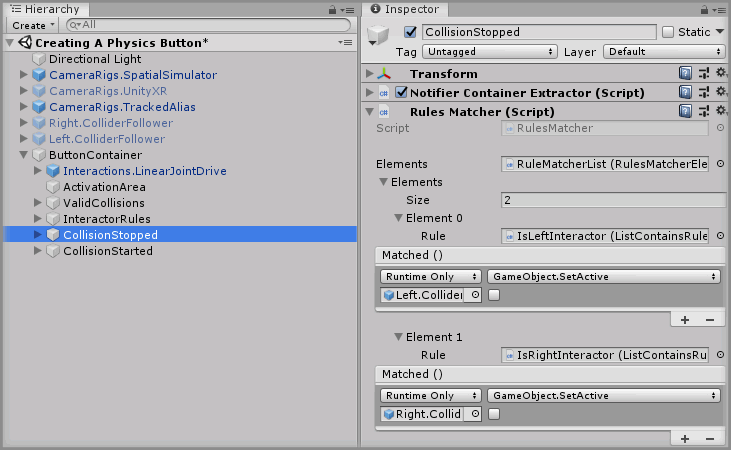 Hierarchy
Create
All
Creating A Physics Button*
Directional Light
CameraRigs.SpatialSimulator
CameraRigs.UnityXR
CameraRigs.TrackedAlias
Right.ColliderFollower
Left.ColliderFollower
ButtonContainer
Interactions.LinearJointDrive
ActivationArea
ValidCollisions
InteractorRules
CollisionStopped
CollisionStarted
Inspector
CollisionStopped Static
Tag Untagged Layer Default
Transform
Notifier Container Extractor (Script)
Rules Matcher (Script)
Script RulesMatcher
Elements RuleMatcherList (RulesMatcherEle
Elements
Size 2
Element 0
Rule IsLeftInteractor (ListContainsRule
Matched ()
Runtime Only GameObject.SetActive
Left.Collider
+ −
Element 1
Rule IsRightInteractor (ListContainsRu
Matched ()
Runtime Only GameObject.SetActive
Right.Collid
+ −